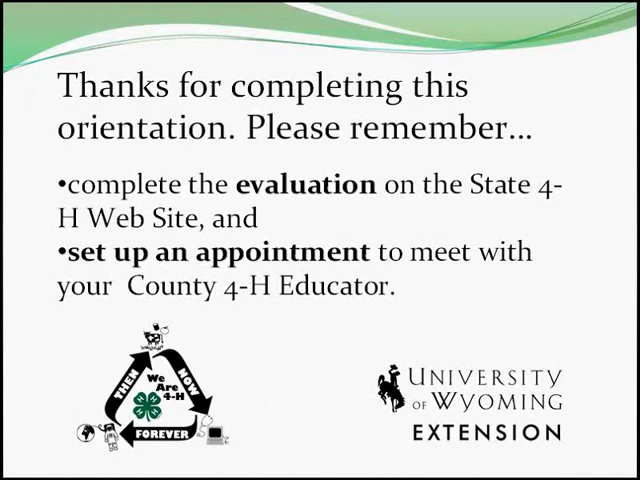 Thanks for completing this
orientation. Please remember...
•complete the evaluation on the State 4-
H Web Site, and
•set up an appointment to meet with
your  County 4-H Educator.
THEN
NOW
We
Are
4-H
FOREVER
UNIVERSITY
OF WYOMING
EXTENSION